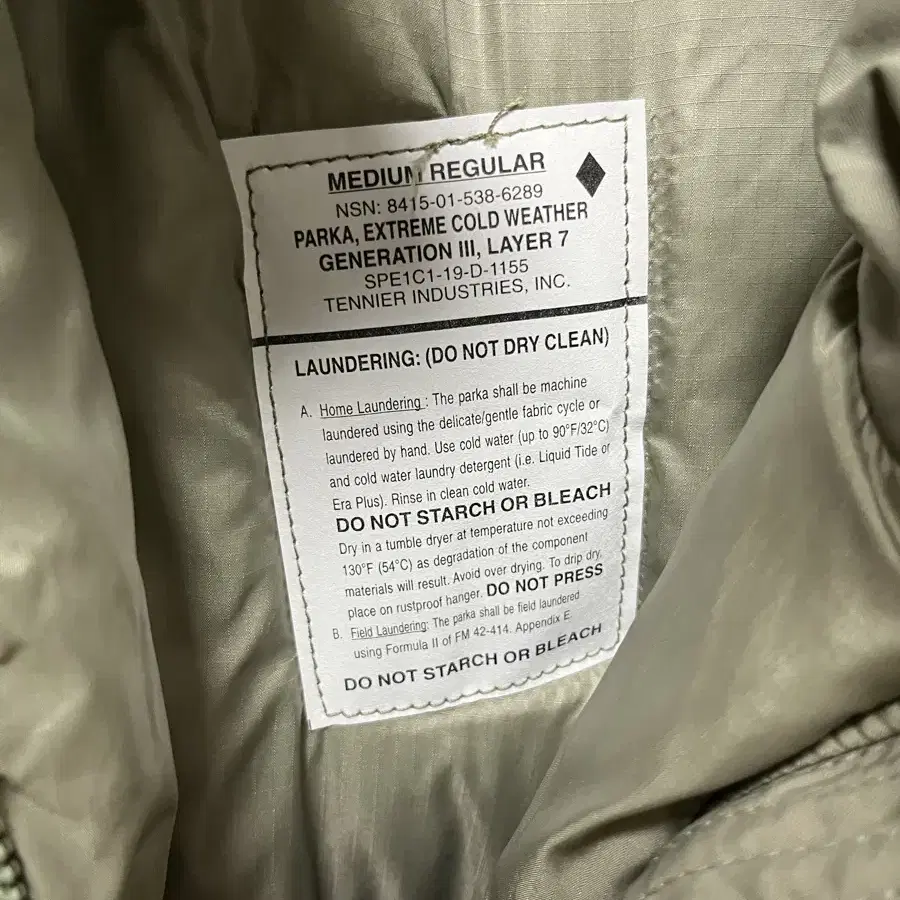 MEDIUM REGULAR
NSN: 8415-01-538-6289
PARKA, EXTREME COLD WEATHER
GENERATION III, LAYER 7
SPE1C1-19-D-1155
TENNIER INDUSTRIES, INC.
LAUNDERING: (DO NOT DRY CLEAN)
A. Home Laundering : The parka shall be machine
laundered using the delicate/gentle fabric cycle or
laundered by hand. Use cold water (up to 90°F/32°C)
and cold water laundry detergent (i.e. Liquid Tide or
Era Plus). Rinse in clean cold water.
DO NOT STARCH OR BLEACH
Dry in a tumble dryer at temperature not exceeding
130°F (54°C) as degradation of the component
materials will result. Avoid over drying. To drip dry,
place on rustproof hanger. DO NOT PRESS
B. Field Laundering: The parka shall be field laundered
using Formula II of FM 42-414. Appendix E.
DO NOT STARCH OR BLEACH